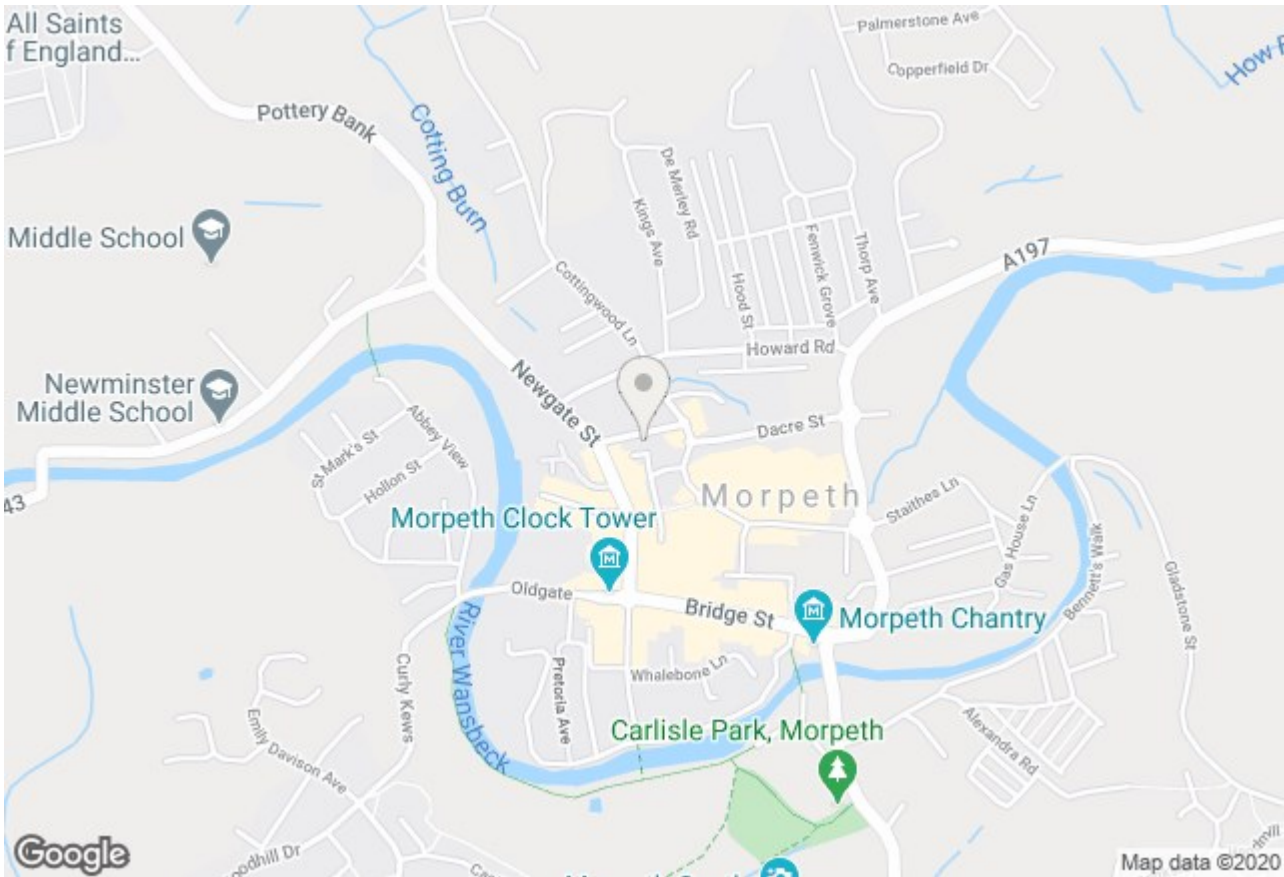 All Saints
f England...
Palmerstone Ave
Copperfield Dr
Pottery Bank
Cotting Burn
De Merley Rd
Kings Ave
Middle School
Hood St
Fenwick Grove
Thorp Ave
A197
Cottingwood Ln
Howard Rd
Newminster
Middle School
Newgate St
Abbey View
St Mark's St
Hollon St
Dacre St
43
Morpeth
Staithes Ln
Gas House Ln
Bennett's Walk
Gladstone St
Morpeth Clock Tower
Oldgate
Bridge St
Morpeth Chantry
River Wansbeck
Curly Kews
Pretoria Ave
Whalebone Ln
Emily Davison Ave
Carlisle Park, Morpeth
Alexandra Rd
Google
oodhill Dr
Map data ©2020